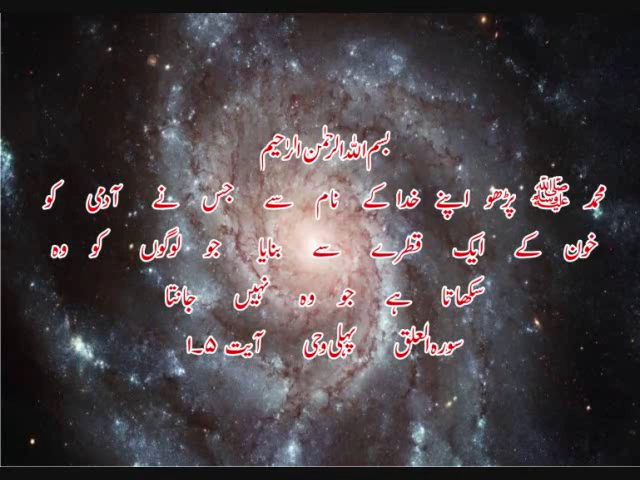 بسم اللہ الرحمٰن الرحیم
محمد ﷺ پڑھو اپنے خدا کے نام سے جس نے آدمی کو
خون کے ایک قطرے سے بنایا جو لوگوں کو وہ
سکھاتا ہے جو وہ نہیں جانتا
سورہ العلق پہلی وحی آیت ۵۔۱